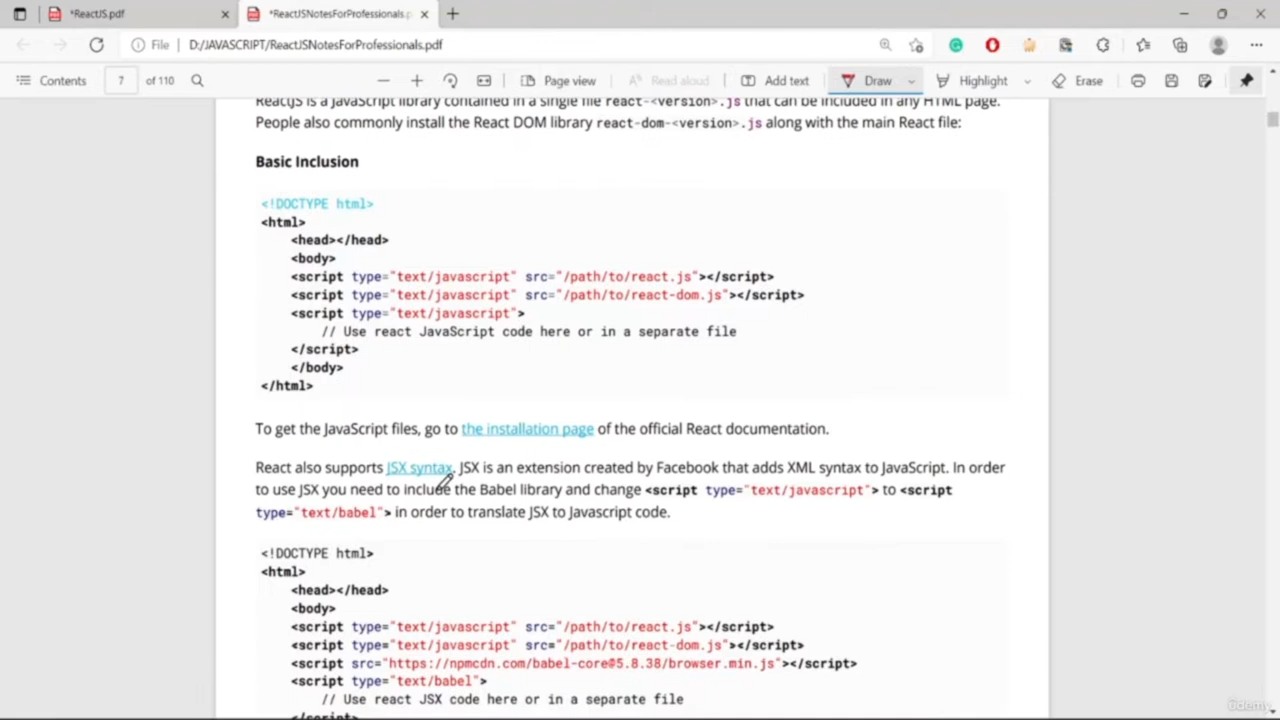 *ReactJS.pdf
*ReactJSNotesForProfessionals.p
File D:/JAVASCRIPT/ReactJSNotesForProfessionals.pdf
Contents 7 of 110 Page view Read aloud Add text Draw Highlight Erase
ReactJS is a JavaScript library contained in a single file react-<version>.js that can be included in any HTML page.
People also commonly install the React DOM library react-dom-<version>.js along with the main React file:
Basic Inclusion
<!DOCTYPE html>
<html>
<head></head>
<body>
<script type="text/javascript" src="/path/to/react.js"></script>
<script type="text/javascript" src="/path/to/react-dom.js"></script>
<script type="text/javascript">
// Use react JavaScript code here or in a separate file
</script>
</body>
</html>
To get the JavaScript files, go to the installation page of the official React documentation.
React also supports JSX syntax. JSX is an extension created by Facebook that adds XML syntax to JavaScript. In order
to use JSX you need to include the Babel library and change <script type="text/javascript"> to <script
type="text/babel"> in order to translate JSX to Javascript code.
<!DOCTYPE html>
<html>
<head></head>
<body>
<script type="text/javascript" src="/path/to/react.js"></script>
<script type="text/javascript" src="/path/to/react-dom.js"></script>
<script src="https://npmcdn.com/babel-core@5.8.38/browser.min.js"></script>
<script type="text/babel">
// Use react JSX code here or in a separate file
</script>
Udemy